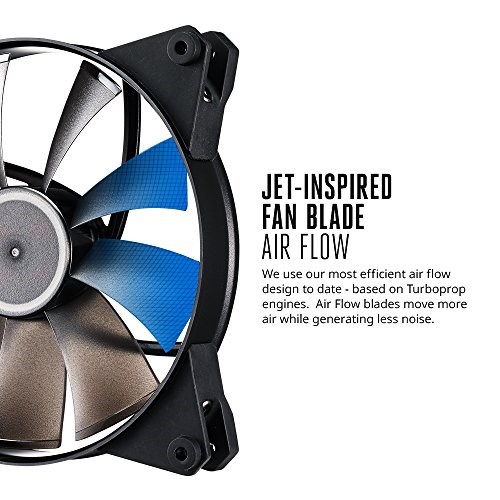 JET-INSPIRED
FAN BLADE
AIR FLOW
We use our most efficient air flow
design to date - based on Turboprop
engines.  Air Flow blades move more
air while generating less noise.